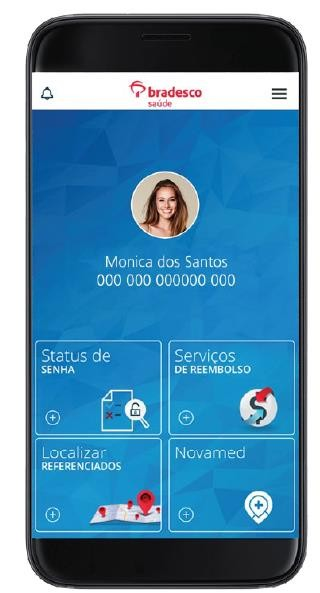 bradesco
saúde
Monica dos Santos
000 000 000000 000
Status de
SENHA
Serviços
DE REEMBOLSO
Localizar
REFERENCIADOS
Novamed